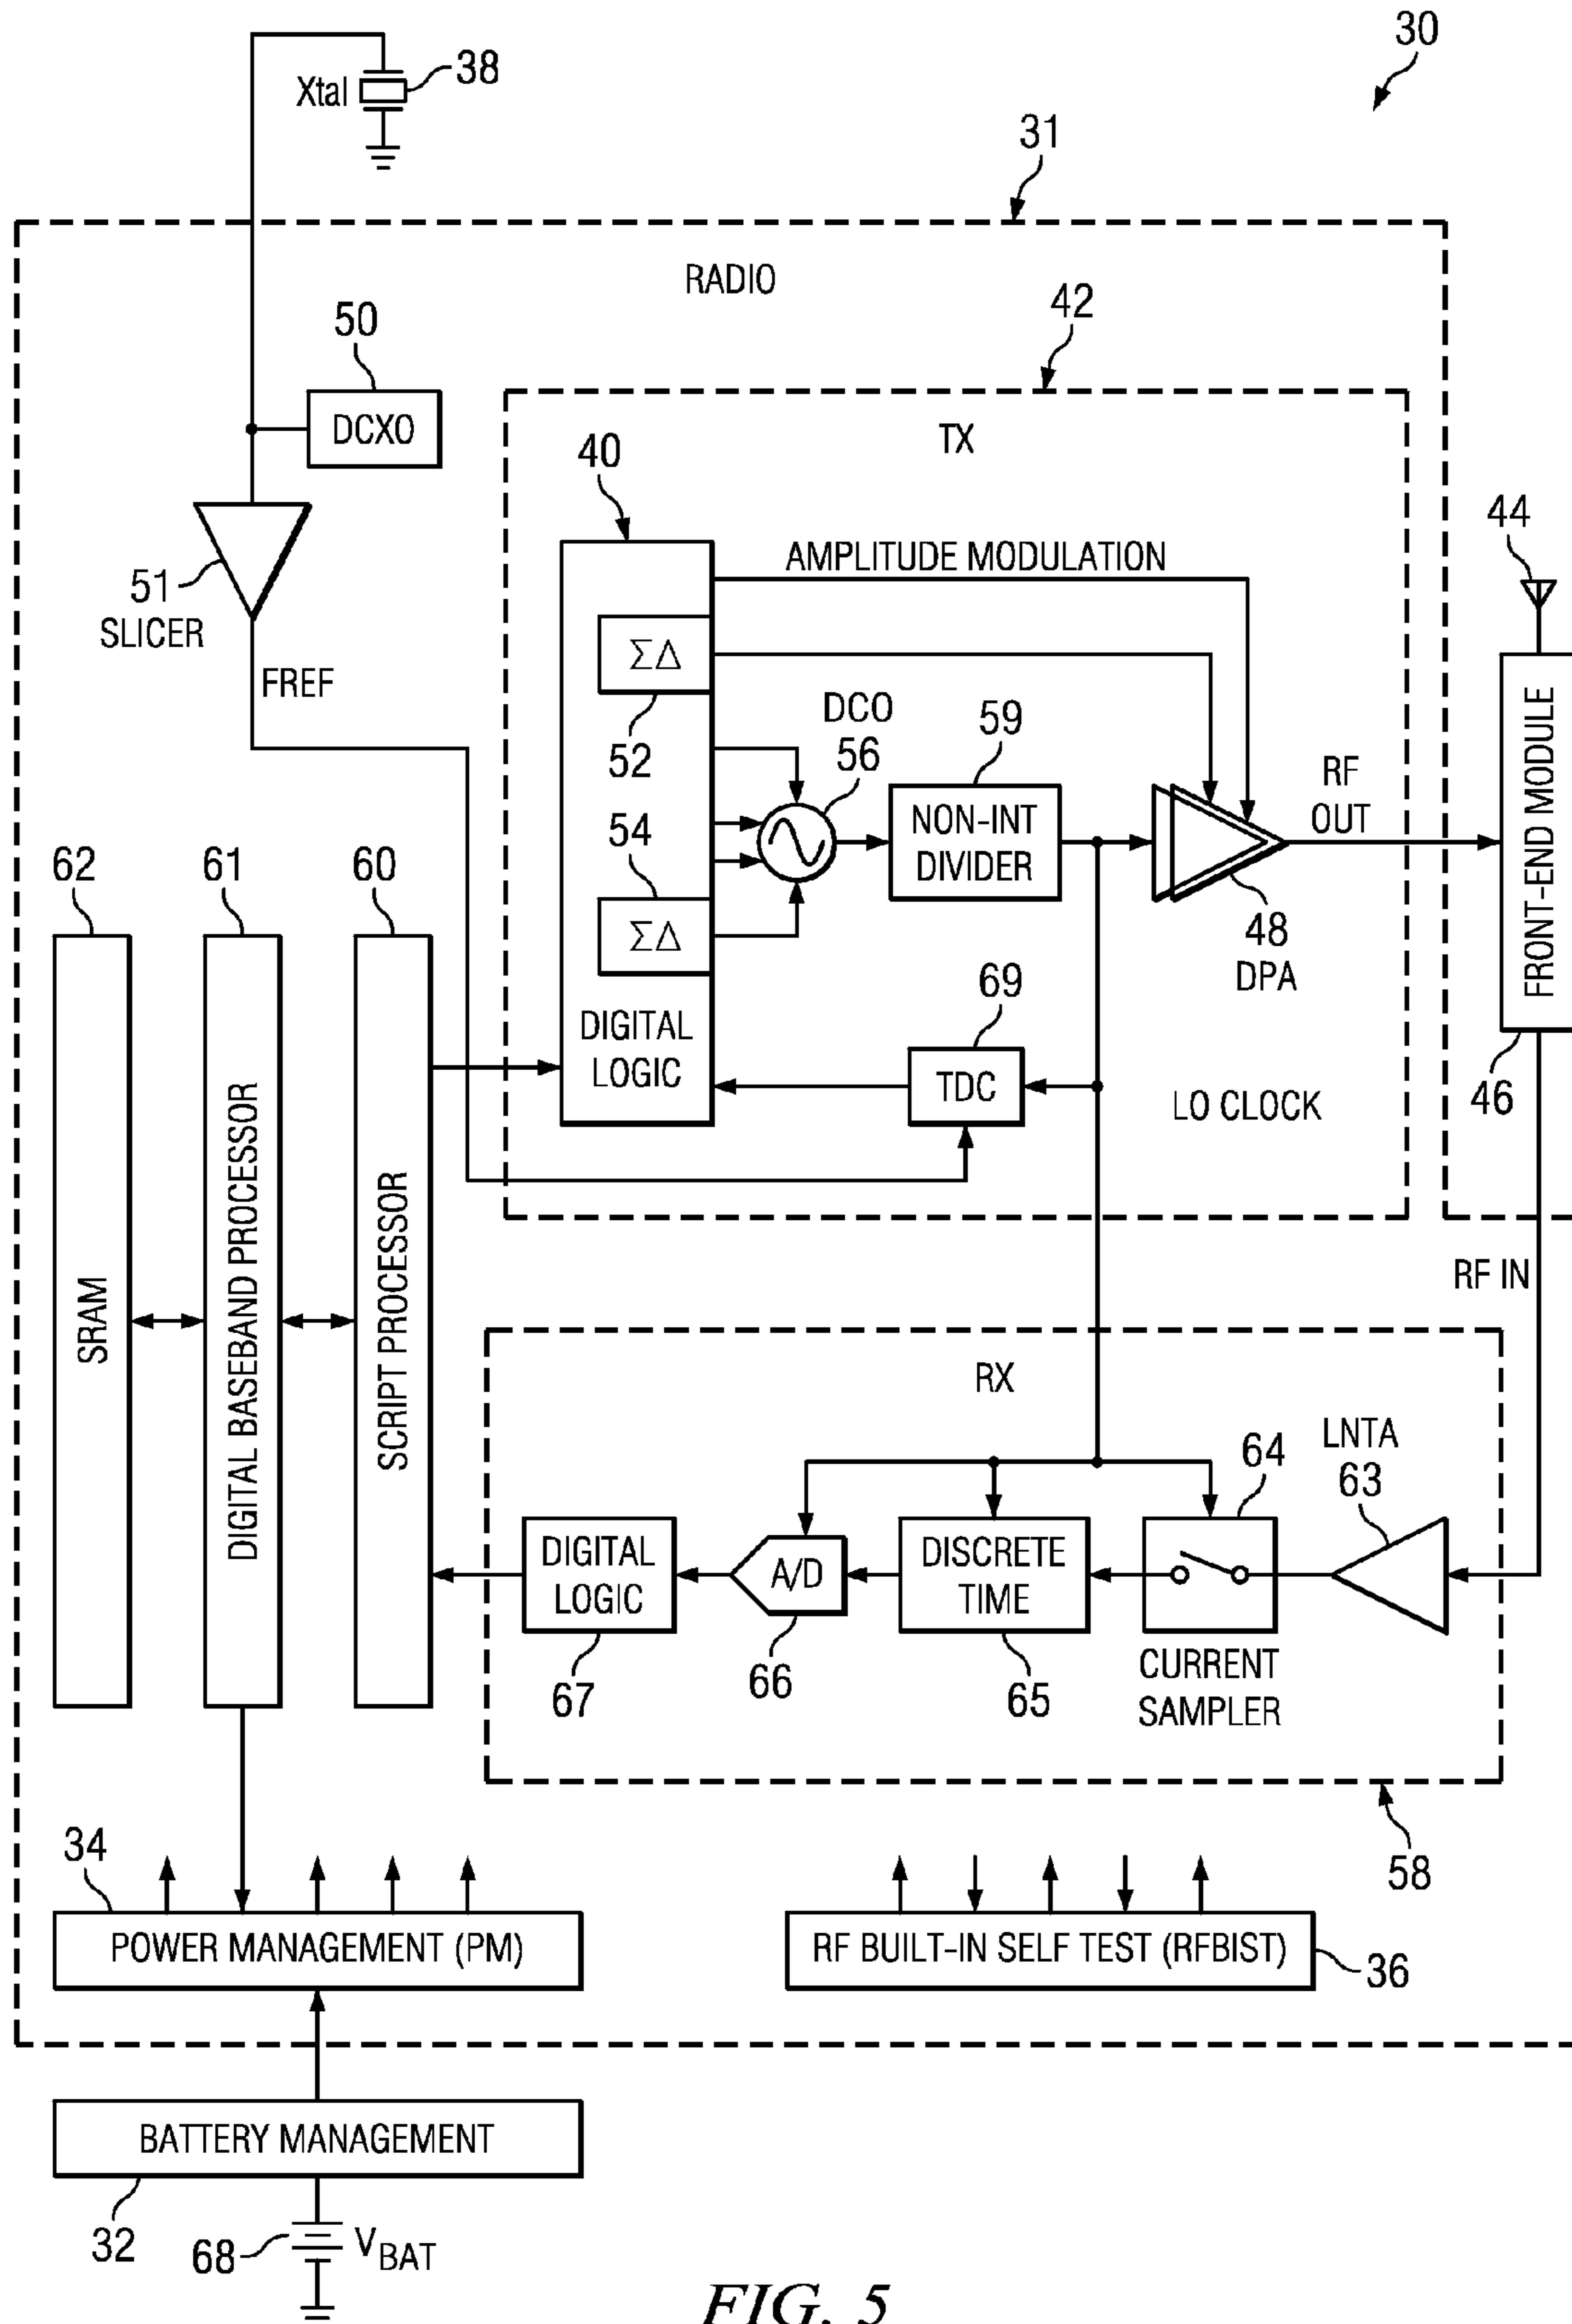 30
38
Xtal
31
RADIO
42
50
DCXO
TX
40
44
AMPLITUDE MODULATION
51
SLICER
ΣΔ
FREF
DCO
59
52
56
RF
OUT
FRONT-END MODULE
NON-INT
DIVIDER
54
62
61
60
48
DPA
ΣΔ
69
DIGITAL
LOGIC
TDC
46
LO CLOCK
RF IN
SRAM
DIGITAL BASEBAND PROCESSOR
SCRIPT PROCESSOR
RX
LNTA
64
63
DIGITAL
LOGIC
A/D
DISCRETE
TIME
CURRENT
SAMPLER
67
66
65
34
58
POWER MANAGEMENT (PM)
RF BUILT-IN SELF TEST (RFBIST)
36
BATTERY MANAGEMENT
32
68
VBAT
FIG. 5